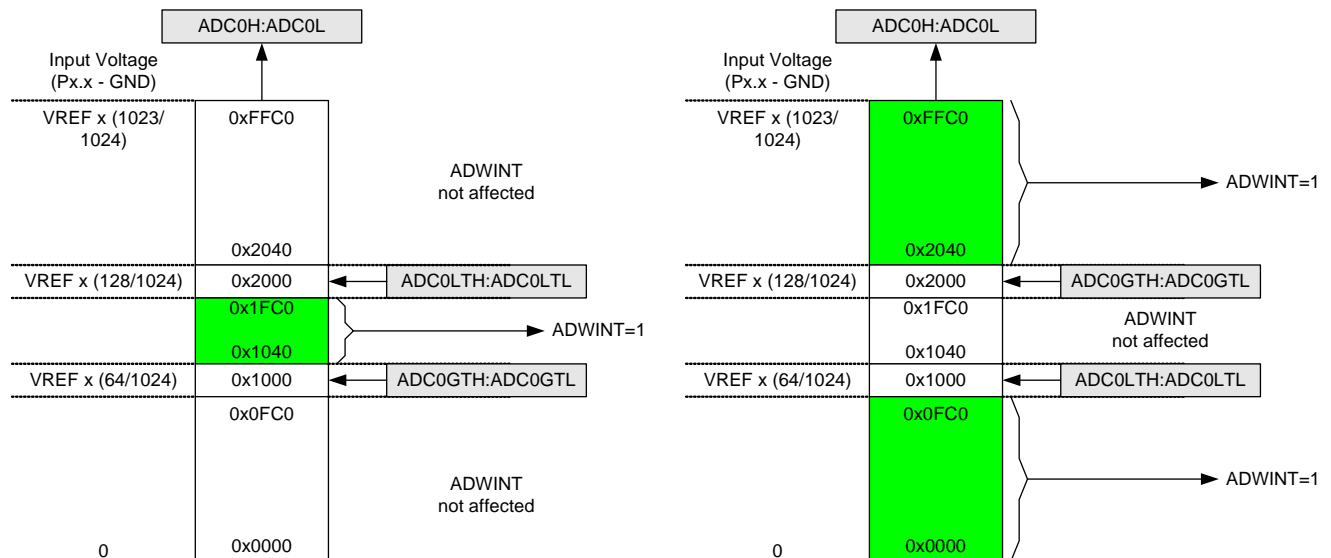 ADC0H:ADC0L
Input Voltage
(Px.x - GND)
VREF x (1023/
1024)
0xFFC0
ADWINT
not affected
0x2040
VREF x (128/1024)
0x2000
ADC0LTH:ADC0LTL
0x1FC0
ADWINT=1
0x1040
VREF x (64/1024)
0x1000
ADC0GTH:ADC0GTL
0x0FC0
ADWINT
not affected
0
0x0000
ADC0H:ADC0L
Input Voltage
(Px.x - GND)
VREF x (1023/
1024)
0xFFC0
ADWINT=1
0x2040
VREF x (128/1024)
0x2000
ADC0GTH:ADC0GTL
0x1FC0
ADWINT
not affected
0x1040
VREF x (64/1024)
0x1000
ADC0LTH:ADC0LTL
0x0FC0
ADWINT=1
0
0x0000